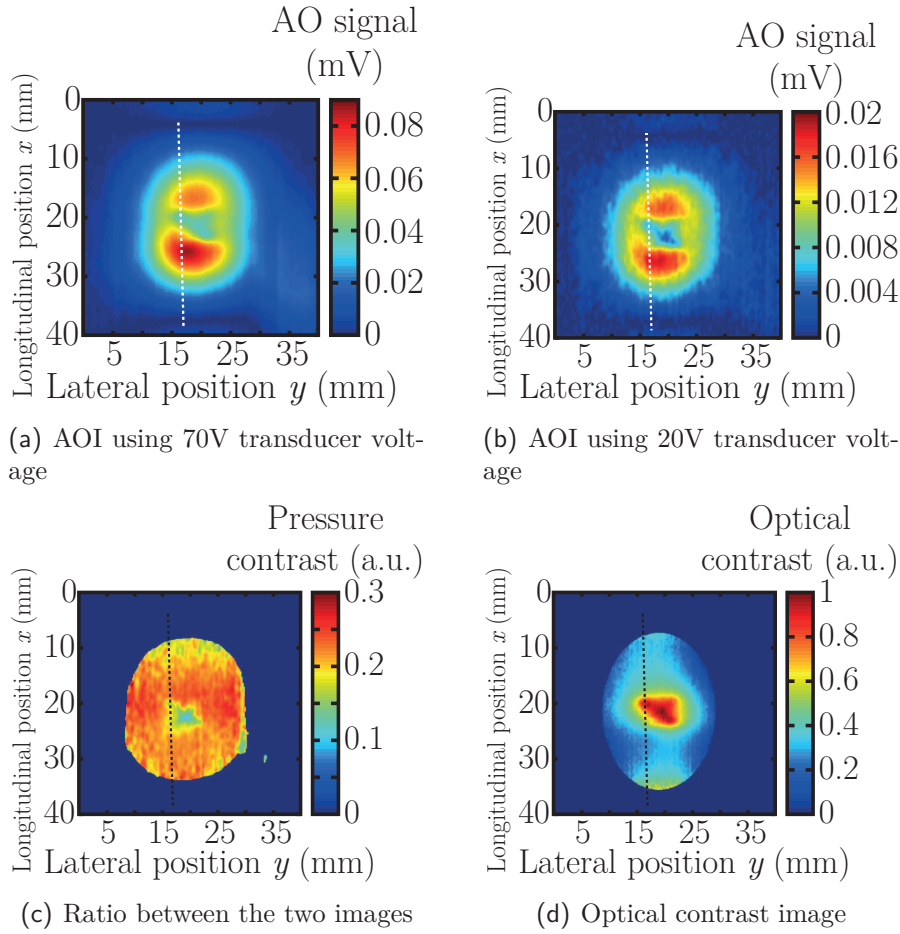 AO signal
(mV)
Longitudinal position x (mm)
0
10
20
30
40
5 15 25 35
Lateral position y (mm)
0.08
0.06
0.04
0.02
0
(a) AOI using 70V transducer volt-
age
AO signal
(mV)
Longitudinal position x (mm)
0
10
20
30
40
5 15 25 35
Lateral position y (mm)
0.02
0.016
0.012
0.008
0.004
0
(b) AOI using 20V transducer volt-
age
Pressure
contrast (a.u.)
Longitudinal position x (mm)
0
10
20
30
40
5 15 25 35
Lateral position y (mm)
0.3
0.2
0.1
0
(c) Ratio between the two images
Optical
contrast (a.u.)
Longitudinal position x (mm)
0
10
20
30
40
5 15 25 35
Lateral position y (mm)
1
0.8
0.6
0.4
0.2
0
(d) Optical contrast image